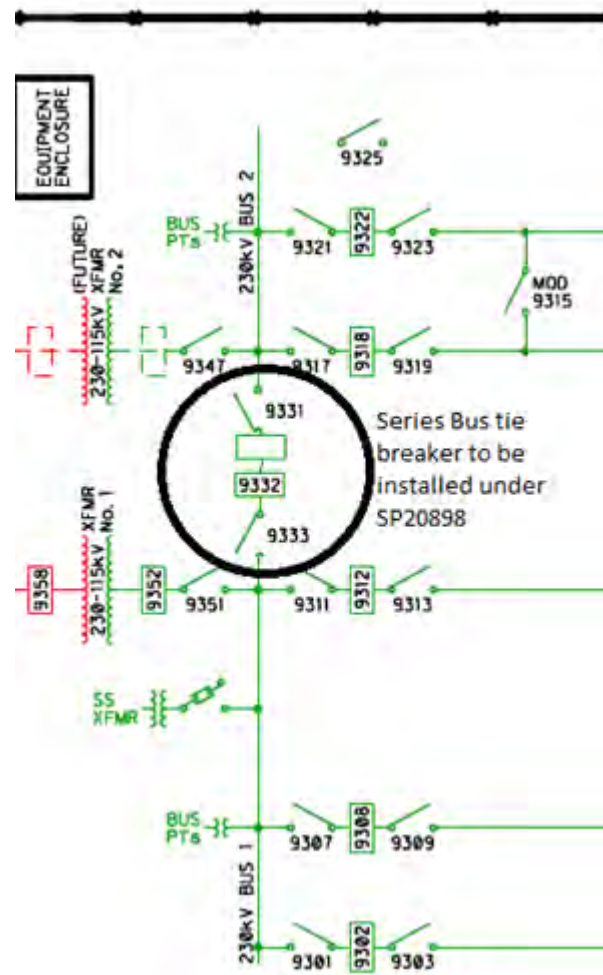 EQUIPMENT
ENCLOSURE
9325
BUS
PTs
230kV BUS 2
9321
9322
9323
MOD
9315
(FUTURE)
230-115kV XFMR
No.2
9347
9317
9318
9319
9331
9332
9333
Series Bus tie
breaker to be
installed under
SP20898
9358
230-115kV XFMR
No. 1
9352
9351
9311
9312
9313
SS
XFMR
BUS
PTs
9307
9308
9309
230kV BUS 1
9301
9302
9303